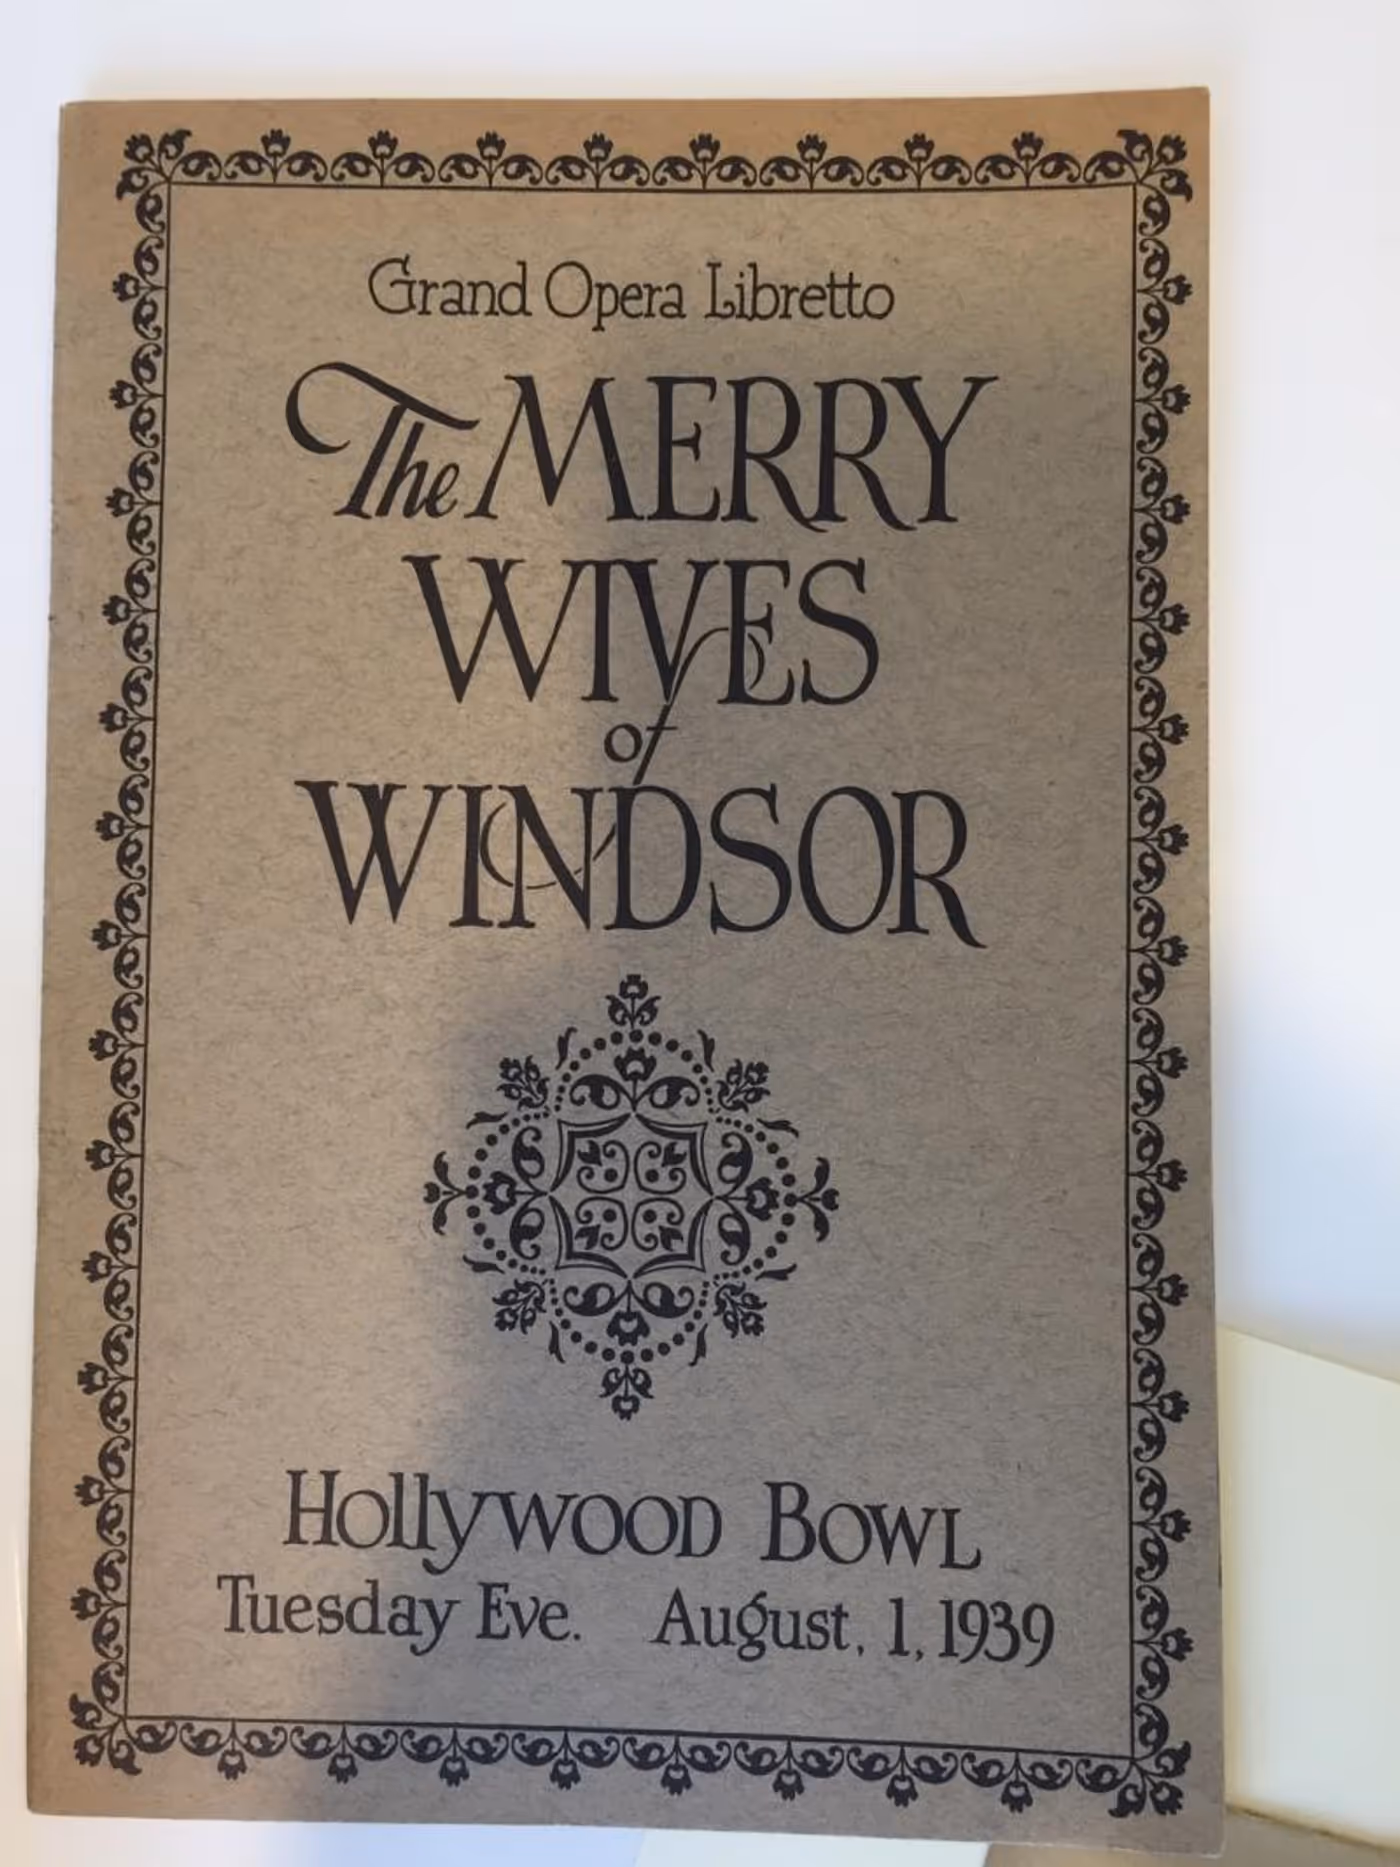 Grand Opera Libretto
The MERRY
WIVES
of
WINDSOR
HOllYWOOD BOWL
Tuesday Eve. August, 1, 1939